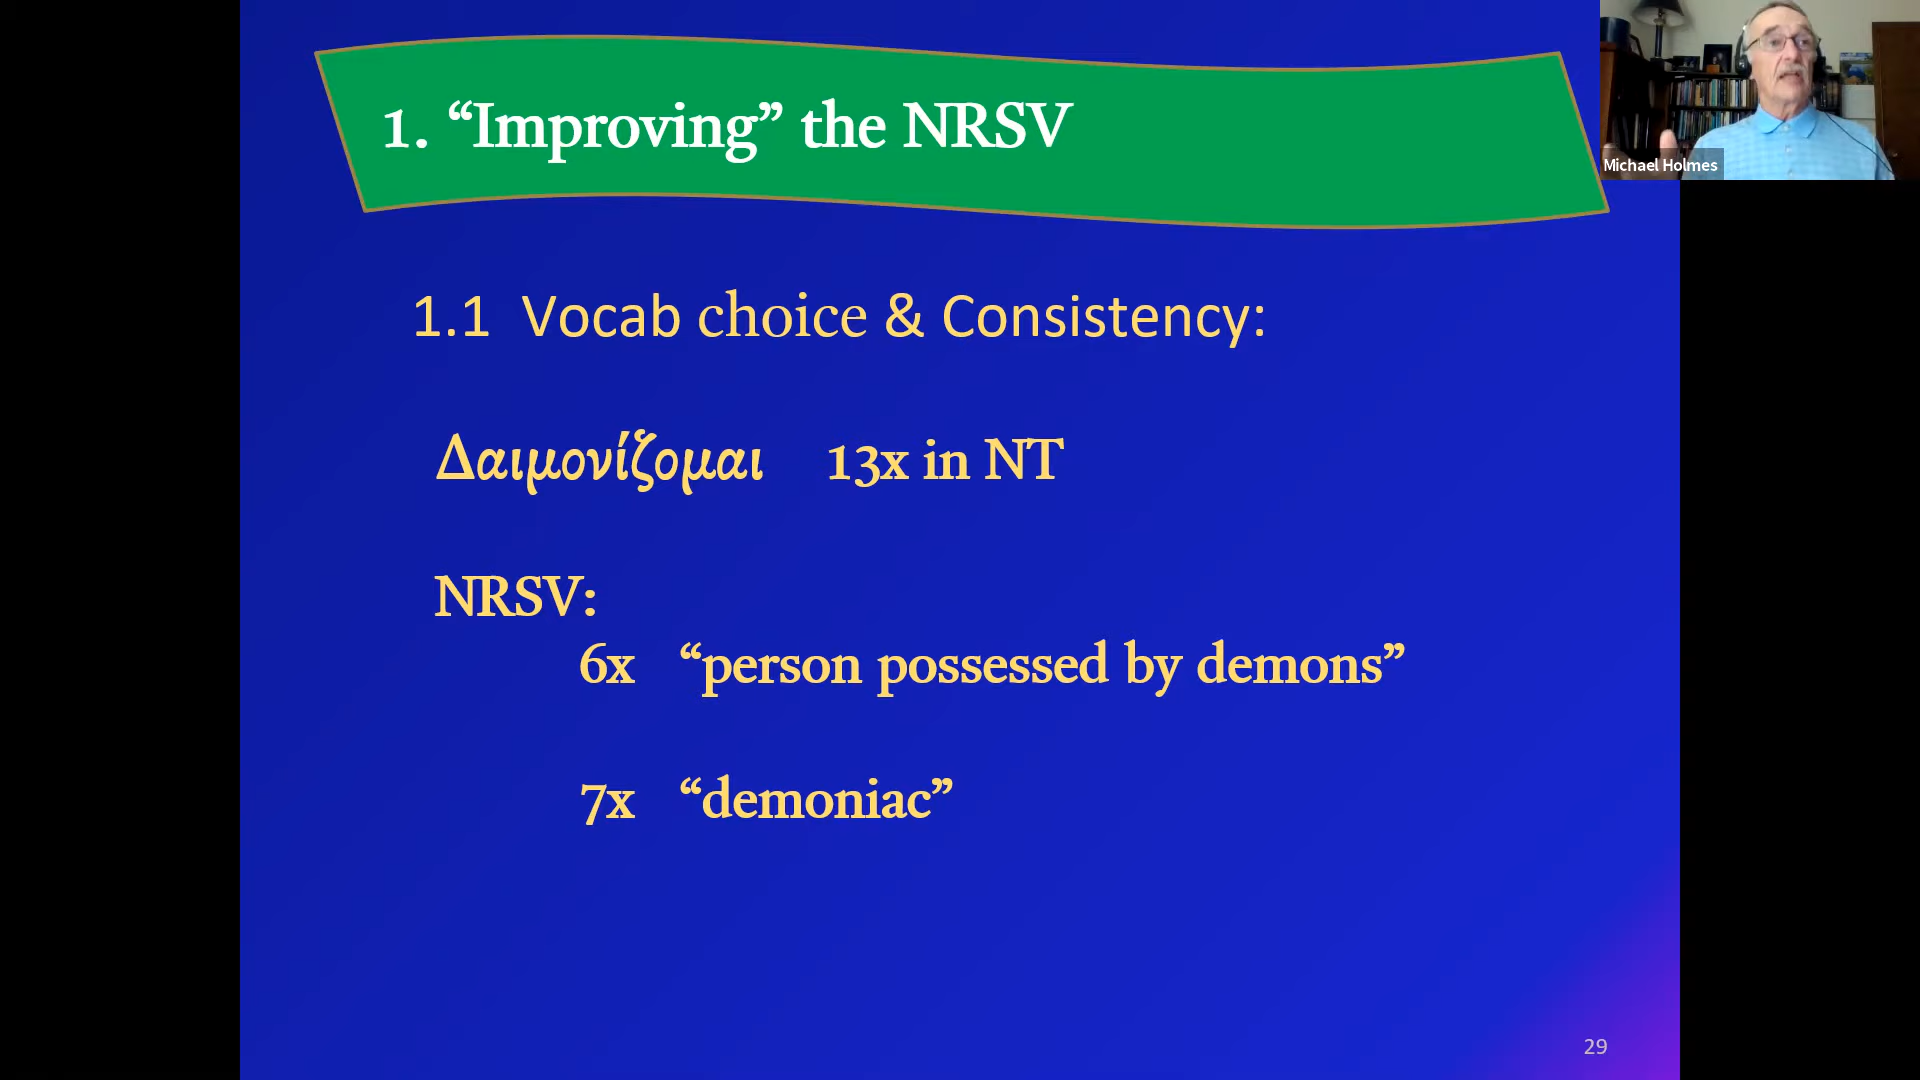 1. “Improving” the NRSV
Michael Holmes
1.1 Vocab choice & Consistency:
Δαιμονίζομαι 13x in NT
NRSV:
6x “person possessed by demons”
7x “demoniac”
29